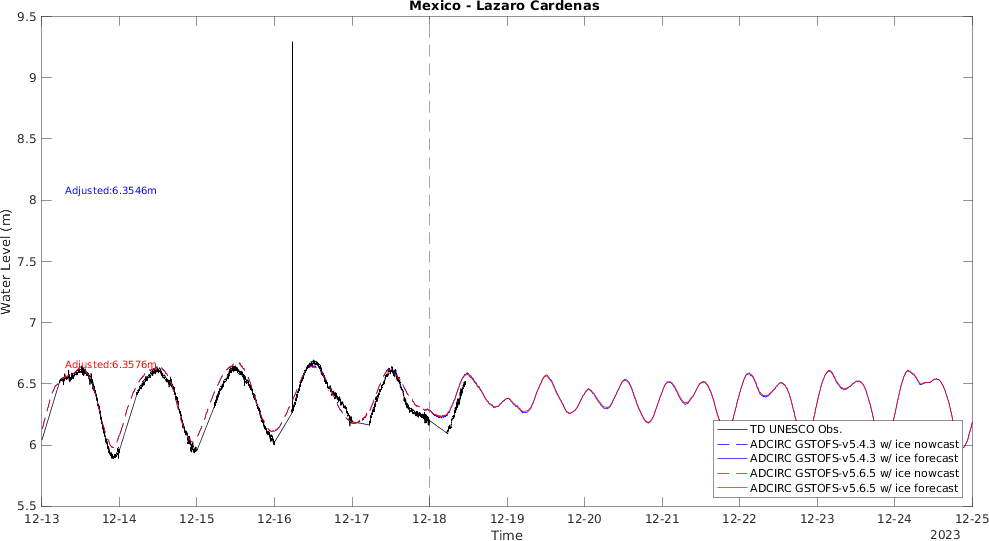 Mexico - Lazaro Cardenas
9.5
9
8.5
8
7.5
7
6.5
6
5.5
Water Level (m)
Adjusted:6.3546m
Adjusted:6.3576m
TD UNESCO Obs.
ADCIRC GSTOFS-v5.4.3 w/ ice nowcast
ADCIRC GSTOFS-v5.4.3 w/ ice forecast
ADCIRC GSTOFS-v5.6.5 w/ ice nowcast
ADCIRC GSTOFS-v5.6.5 w/ ice forecast
12-13 12-14 12-15 12-16 12-17 12-18 12-19 12-20 12-21 12-22 12-23 12-24 12-25
Time
2023